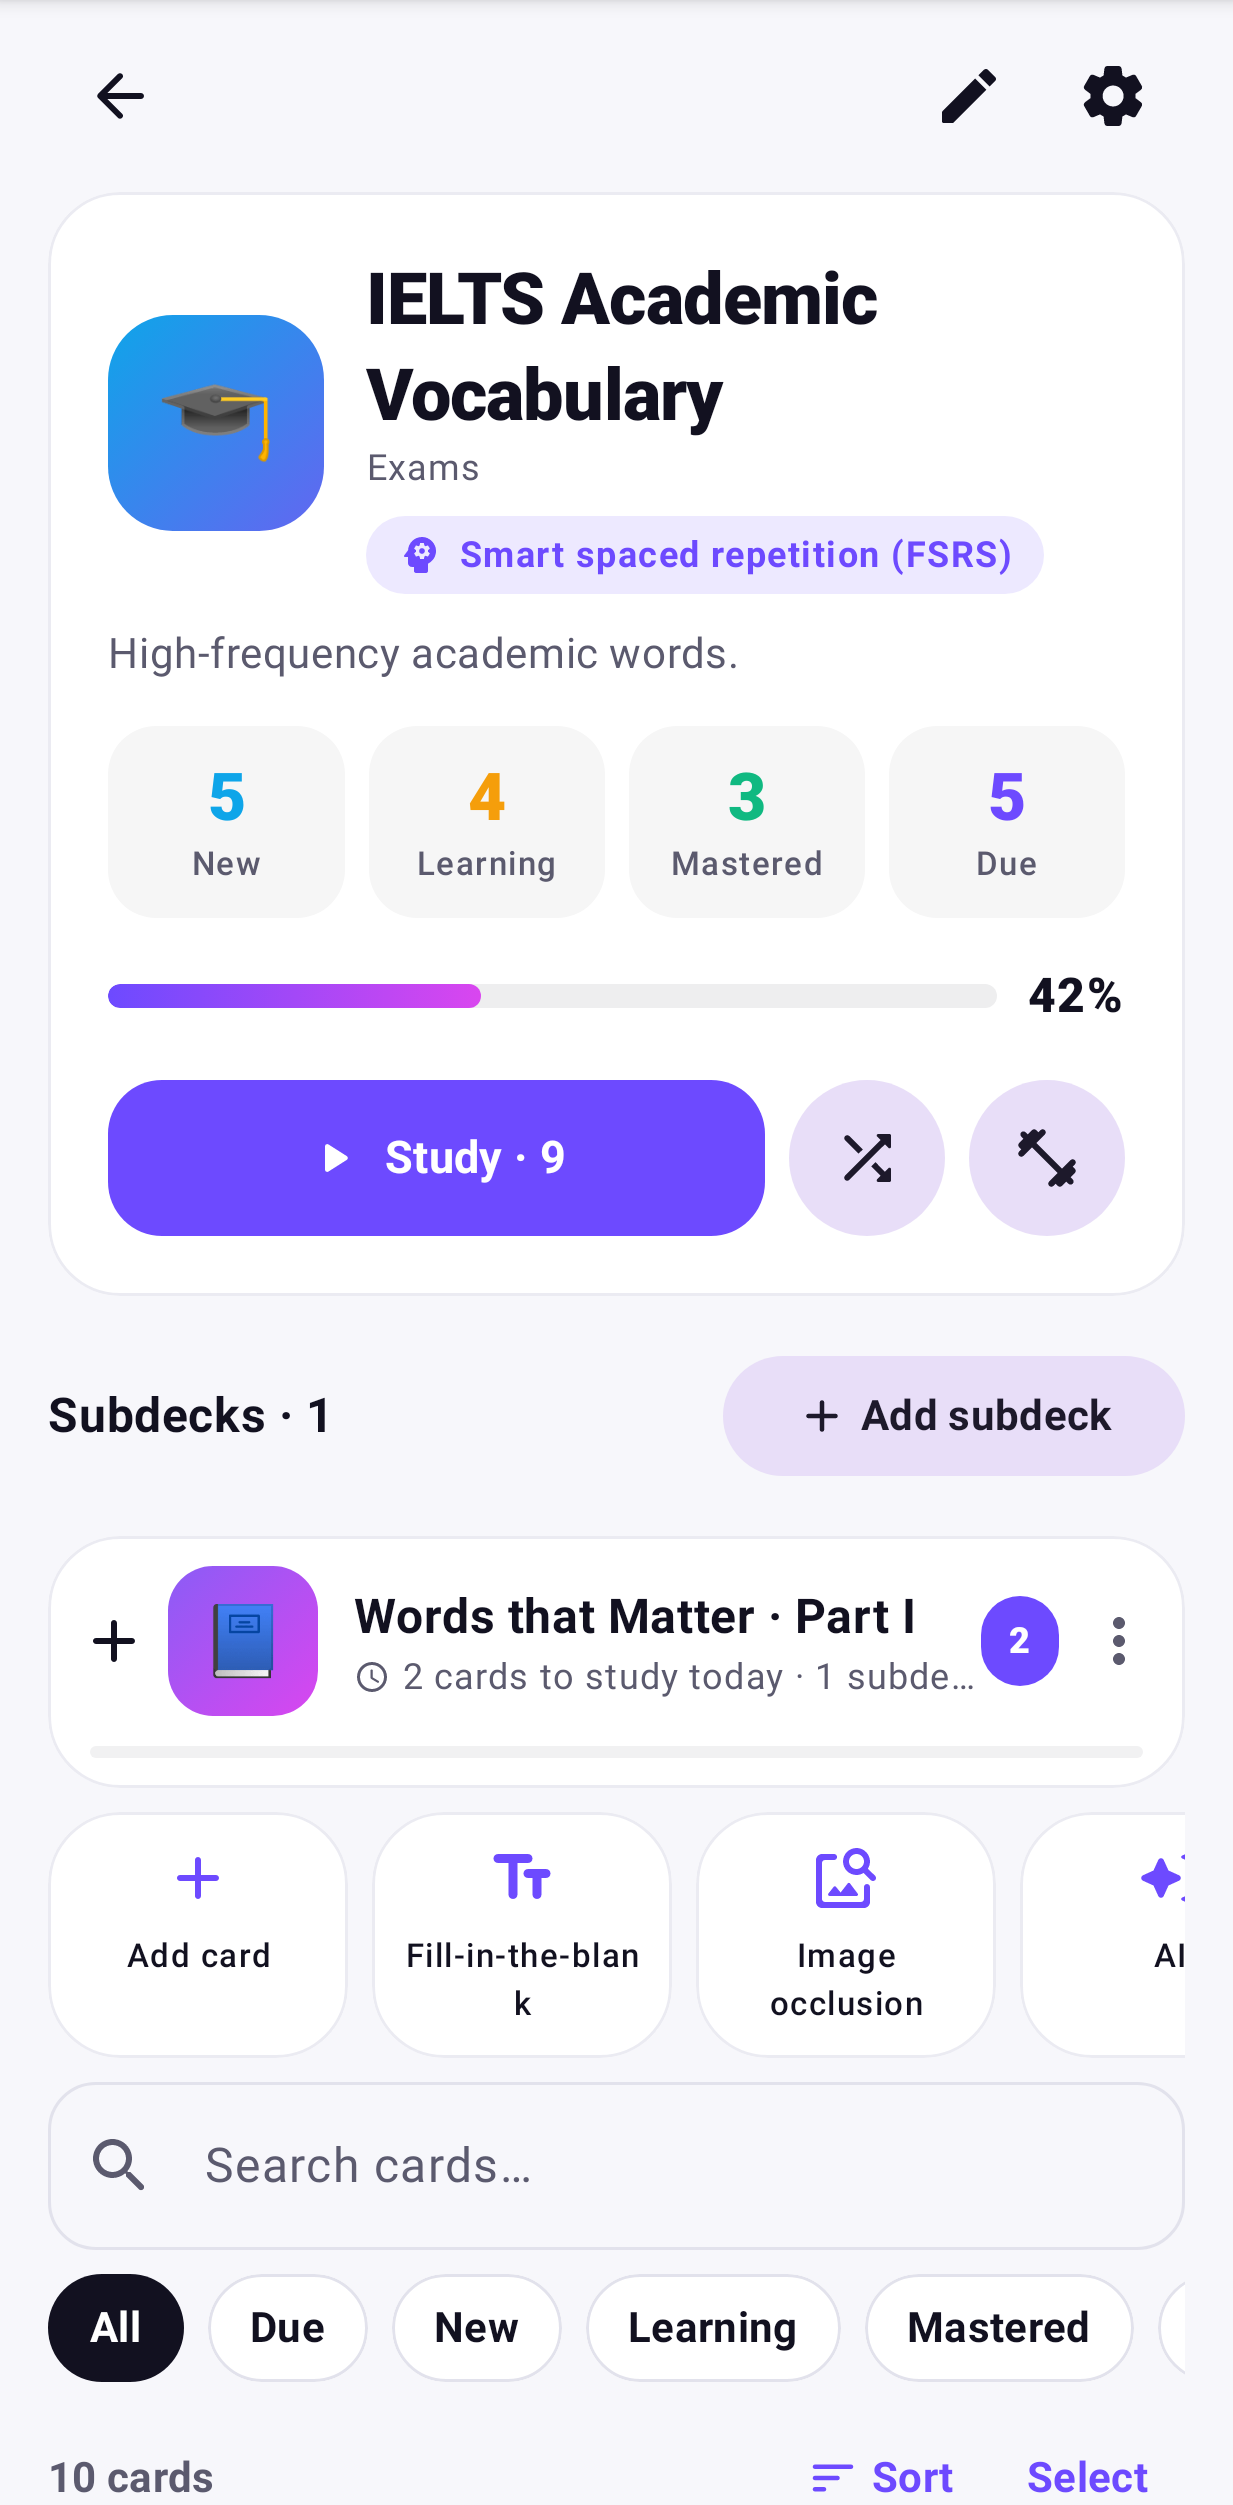 IELTS Academic
Vocabulary
Exams
Smart spaced repetition (FSRS)
High-frequency academic words.
5
New
4
Learning
3
Mastered
5
Due
42%
Study · 9
Subdecks · 1
+ Add subdeck
Words that Matter · Part I
2 cards to study today · 1 subde…
2
Add card
Fill-in-the-blan
k
Image
occlusion
AI
Search cards…
All
Due
New
Learning
Mastered
10 cards
Sort
Select